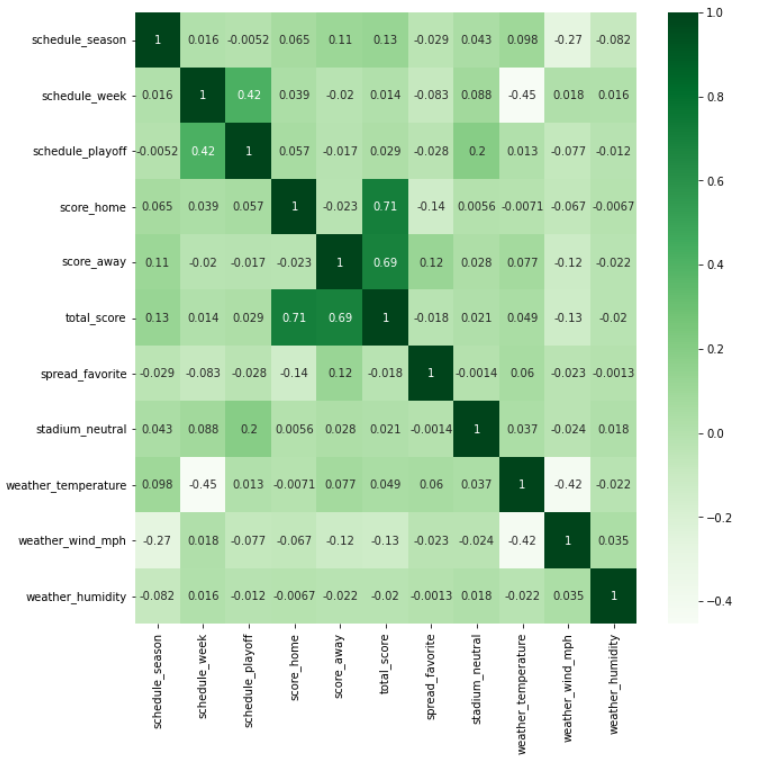 schedule_season 1 0.016 -0.0052 0.065 0.11 0.13 -0.029 0.043 0.098 -0.27 -0.082
schedule_week 0.016 1 0.42 0.039 -0.02 0.014 -0.083 0.088 -0.45 0.018 0.016
schedule_playoff -0.0052 0.42 1 0.057 -0.017 0.029 -0.028 0.2 0.013 -0.077 -0.012
score_home 0.065 0.039 0.057 1 -0.023 0.71 -0.14 0.0056 -0.0071 -0.067 -0.0067
score_away 0.11 -0.02 -0.017 -0.023 1 0.69 0.12 0.028 0.077 -0.12 -0.022
total_score 0.13 0.014 0.029 0.71 0.69 1 -0.018 0.021 0.049 -0.13 -0.02
spread_favorite -0.029 -0.083 -0.028 -0.14 0.12 -0.018 1 -0.0014 0.06 -0.023 -0.0013
stadium_neutral 0.043 0.088 0.2 0.0056 0.028 0.021 -0.0014 1 0.037 -0.024 0.018
weather_temperature 0.098 -0.45 0.013 -0.0071 0.077 0.049 0.06 0.037 1 -0.42 -0.022
weather_wind_mph -0.27 0.018 -0.077 -0.067 -0.12 -0.13 -0.023 -0.024 -0.42 1 0.035
weather_humidity -0.082 0.016 -0.012 -0.0067 -0.022 -0.02 -0.0013 0.018 -0.022 0.035 1
schedule_season
schedule_week
schedule_playoff
score_home
score_away
total_score
spread_favorite
stadium_neutral
weather_temperature
weather_wind_mph
weather_humidity
1.0
0.8
0.6
0.4
0.2
0.0
−0.2
−0.4